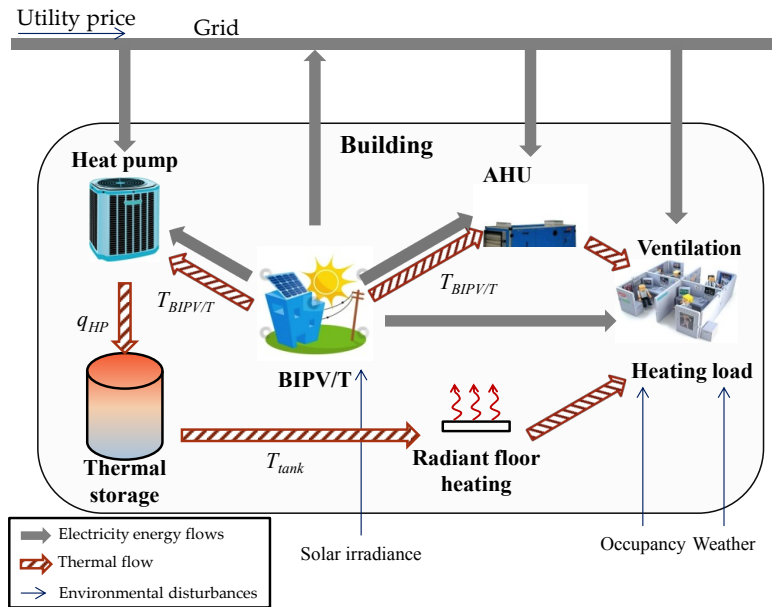 Utility price
Grid
Building
Heat pump
AHU
Ventilation
T_BIPV/T
T_BIPV/T
q_HP
BIPV/T
Heating load
Thermal
storage
T_tank
Radiant floor
heating
Electricity energy flows
Thermal flow
Environmental disturbances
Solar irradiance
Occupancy Weather